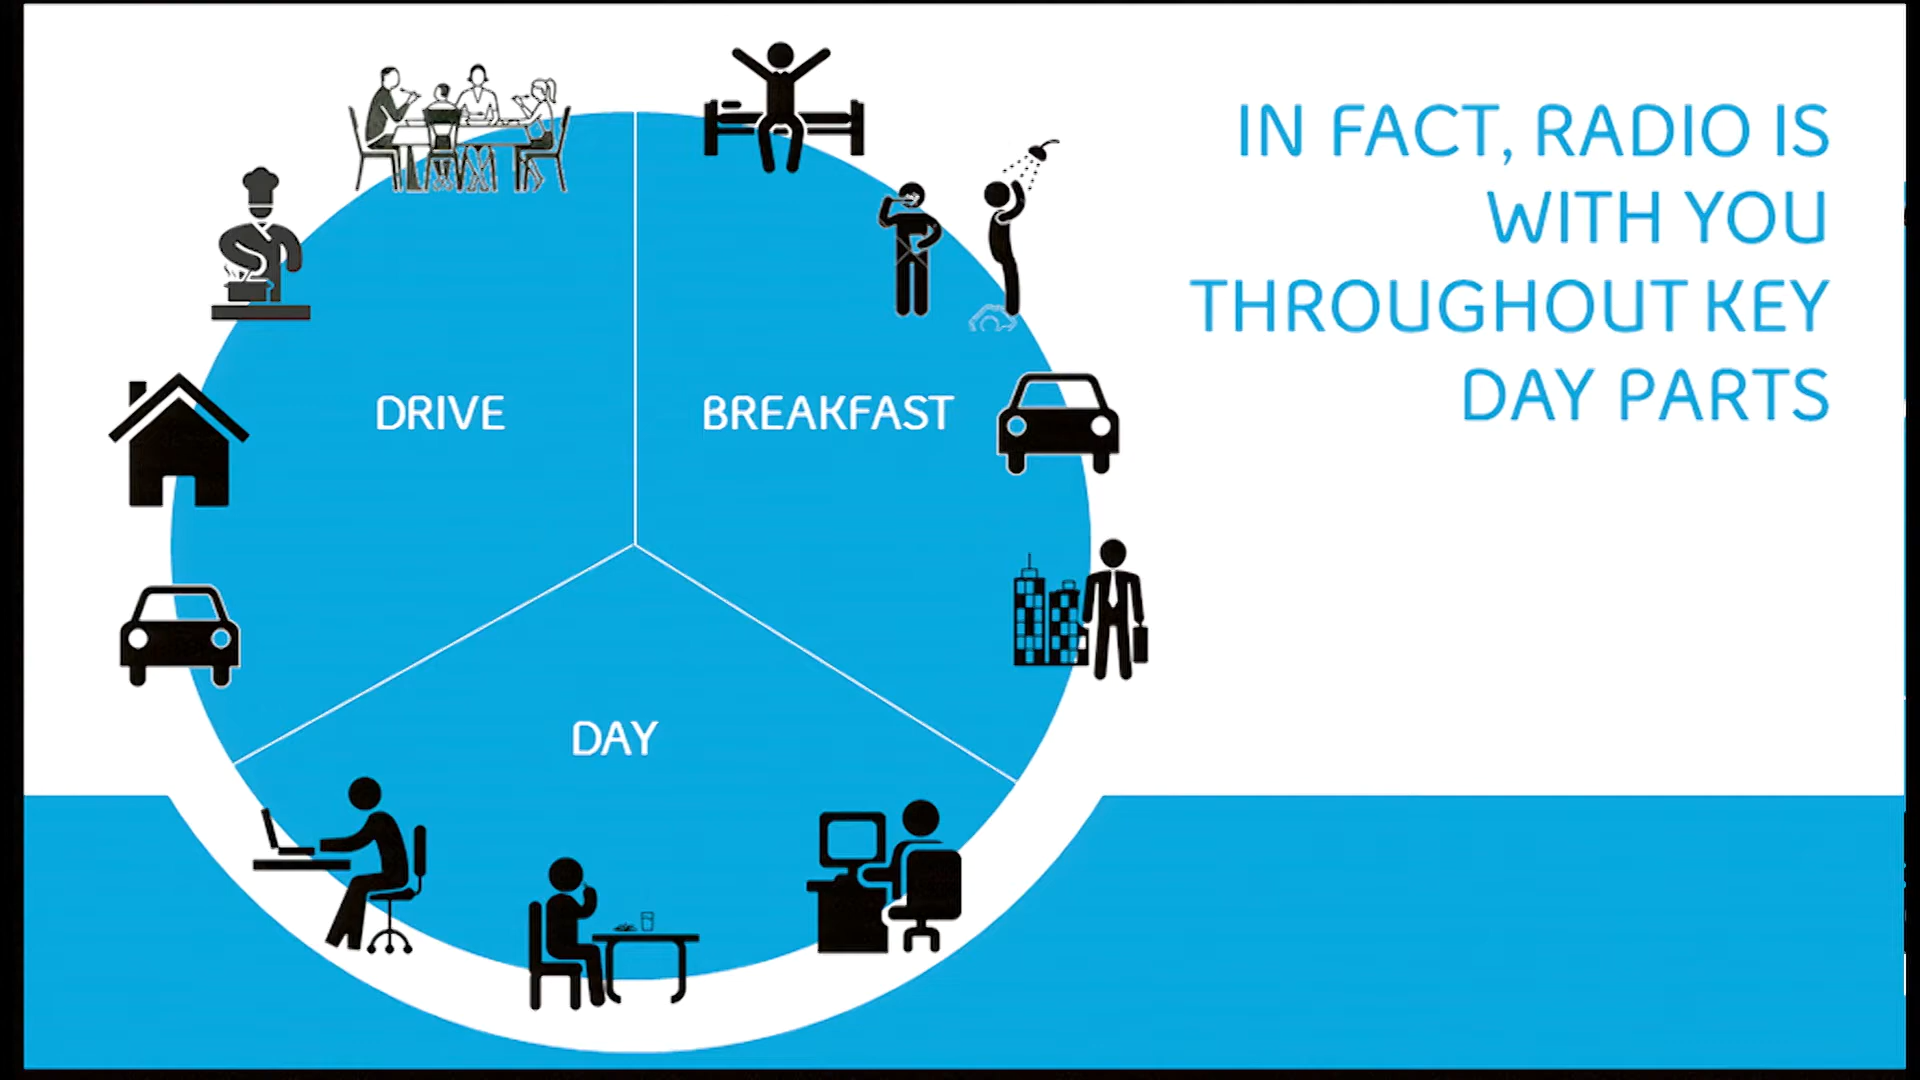 IN FACT, RADIO IS
WITH YOU
THROUGHOUT KEY
DAY PARTS
DRIVE
BREAKFAST
DAY